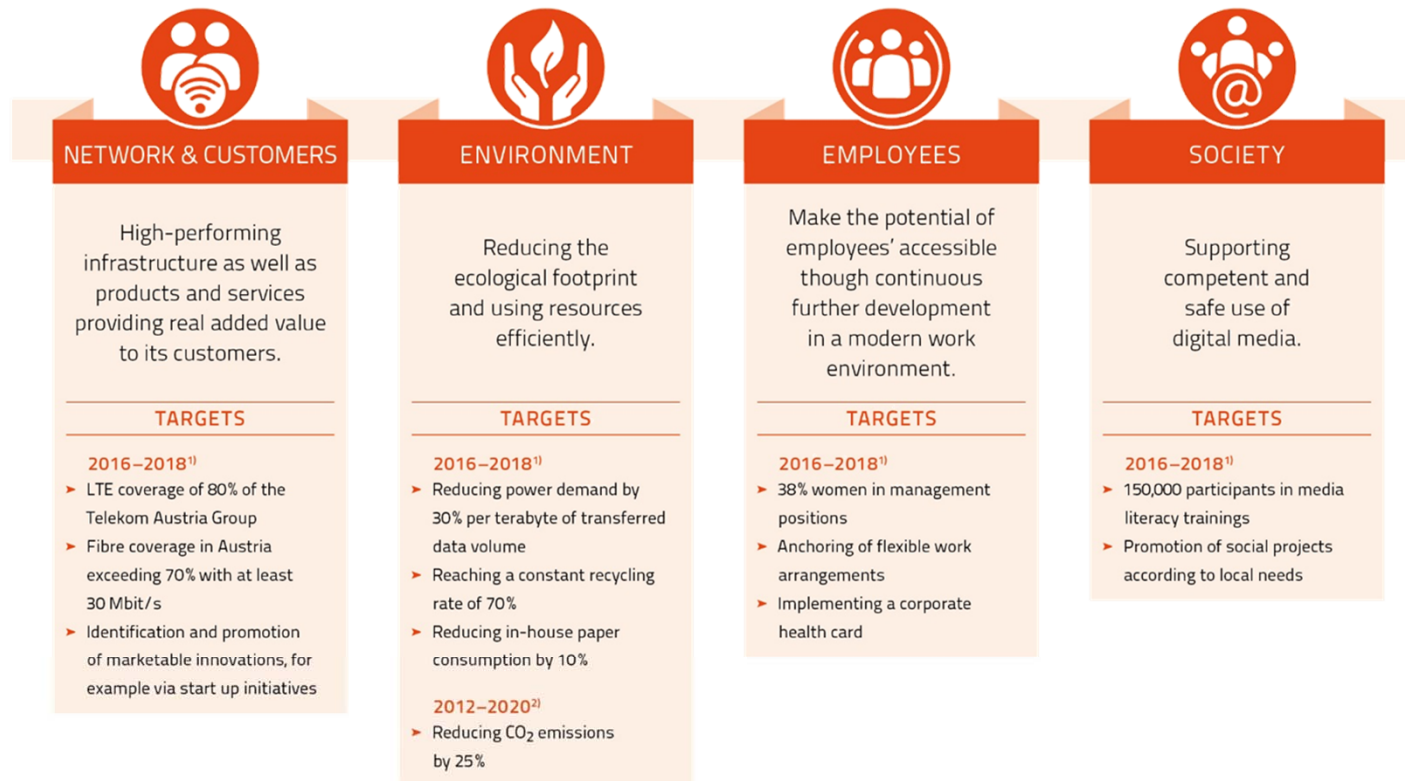 NETWORK & CUSTOMERS
High-performing
infrastructure as well as
products and services
providing real added value
to its customers.
TARGETS
2016–2018¹⁾
➤ LTE coverage of 80% of the
Telekom Austria Group
➤ Fibre coverage in Austria
exceeding 70% with at least
30 Mbit/s
➤ Identification and promotion
of marketable innovations, for
example via start up initiatives
ENVIRONMENT
Reducing the
ecological footprint
and using resources
efficiently.
TARGETS
2016–2018¹⁾
➤ Reducing power demand by
30% per terabyte of transferred
data volume
➤ Reaching a constant recycling
rate of 70%
➤ Reducing in-house paper
consumption by 10%
2012–2020²⁾
➤ Reducing CO₂ emissions
by 25%
EMPLOYEES
Make the potential of
employees’ accessible
though continuous
further development
in a modern work
environment.
TARGETS
2016–2018¹⁾
➤ 38% women in management
positions
➤ Anchoring of flexible work
arrangements
➤ Implementing a corporate
health card
@
SOCIETY
Supporting
competent and
safe use of
digital media.
TARGETS
2016–2018¹⁾
➤ 150,000 participants in media
literacy trainings
➤ Promotion of social projects
according to local needs